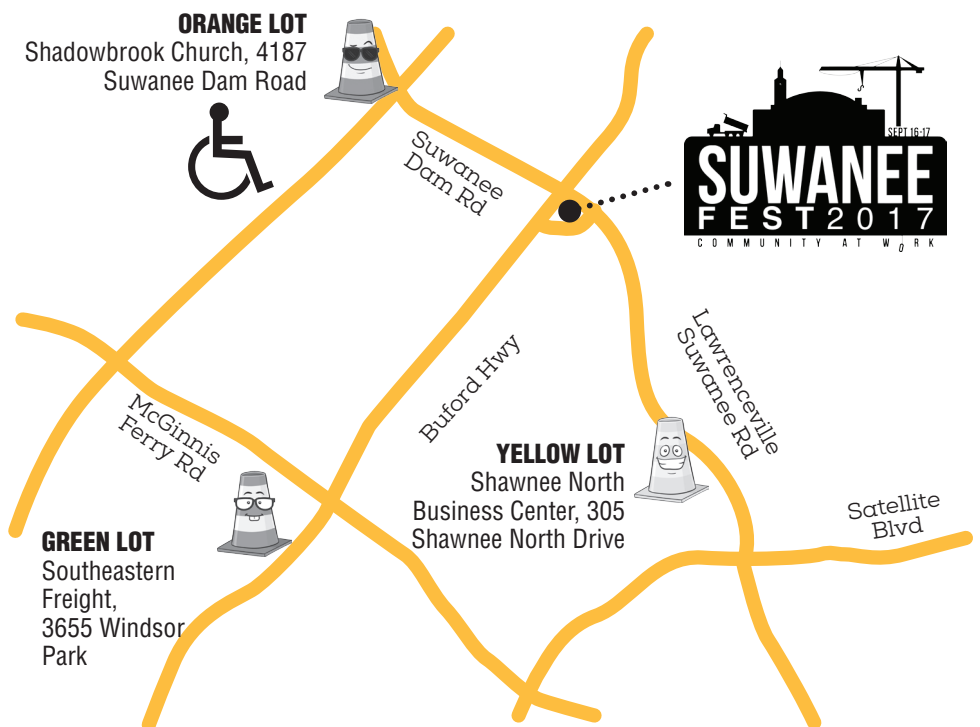 ORANGE LOT
Shadowbrook Church, 4187
Suwanee Dam Road
Suwanee
Dam Rd
SEPT 16-17
SUWANEE
FEST2017
COMMUNITY AT WORK
Lawrenceville
Suwanee Rd
Buford Hwy
McGinnis
Ferry Rd
YELLOW LOT
Shawnee North
Business Center, 305
Shawnee North Drive
Satellite
Blvd
GREEN LOT
Southeastern
Freight,
3655 Windsor
Park